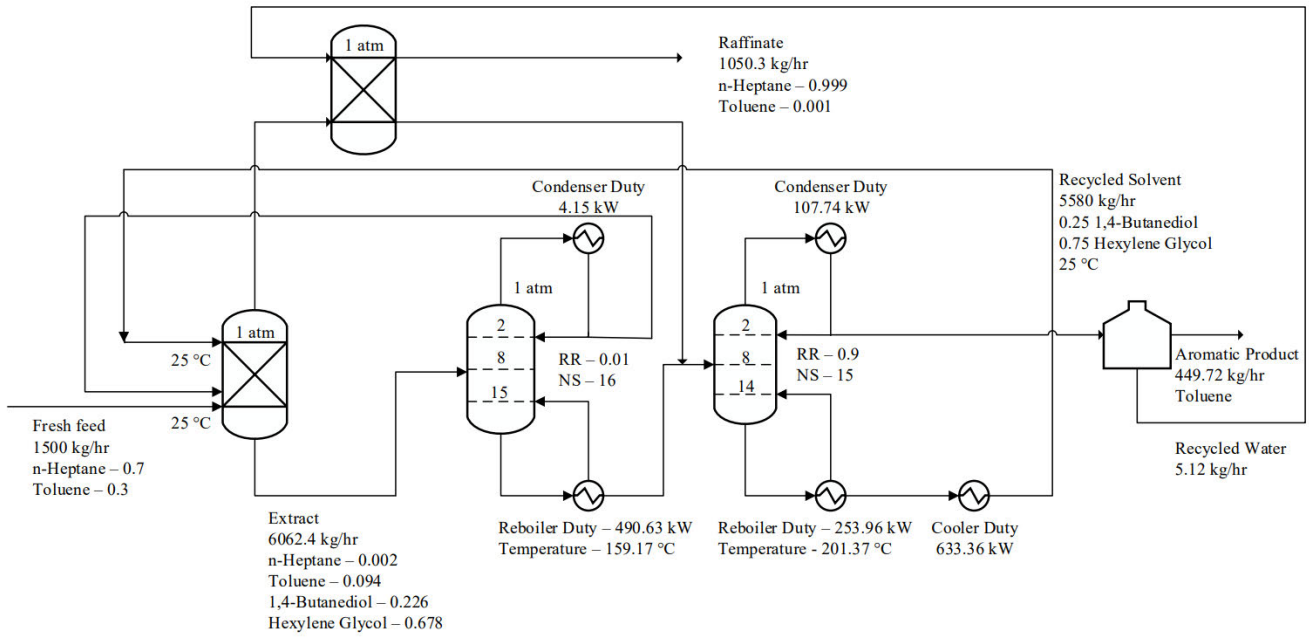 1 atm
Raffinate
1050.3 kg/hr
n-Heptane – 0.999
Toluene – 0.001
Condenser Duty
4.15 kW
Condenser Duty
107.74 kW
Recycled Solvent
5580 kg/hr
0.25 1,4-Butanediol
0.75 Hexylene Glycol
25 °C
1 atm
25 °C
25 °C
Fresh feed
1500 kg/hr
n-Heptane – 0.7
Toluene – 0.3
1 atm
2
8
15
RR – 0.01
NS – 16
1 atm
2
8
14
RR – 0.9
NS – 15
Aromatic Product
449.72 kg/hr
Toluene
Recycled Water
5.12 kg/hr
Extract
6062.4 kg/hr
n-Heptane – 0.002
Toluene – 0.094
1,4-Butanediol – 0.226
Hexylene Glycol – 0.678
Reboiler Duty – 490.63 kW
Temperature – 159.17 °C
Reboiler Duty – 253.96 kW
Temperature - 201.37 °C
Cooler Duty
633.36 kW